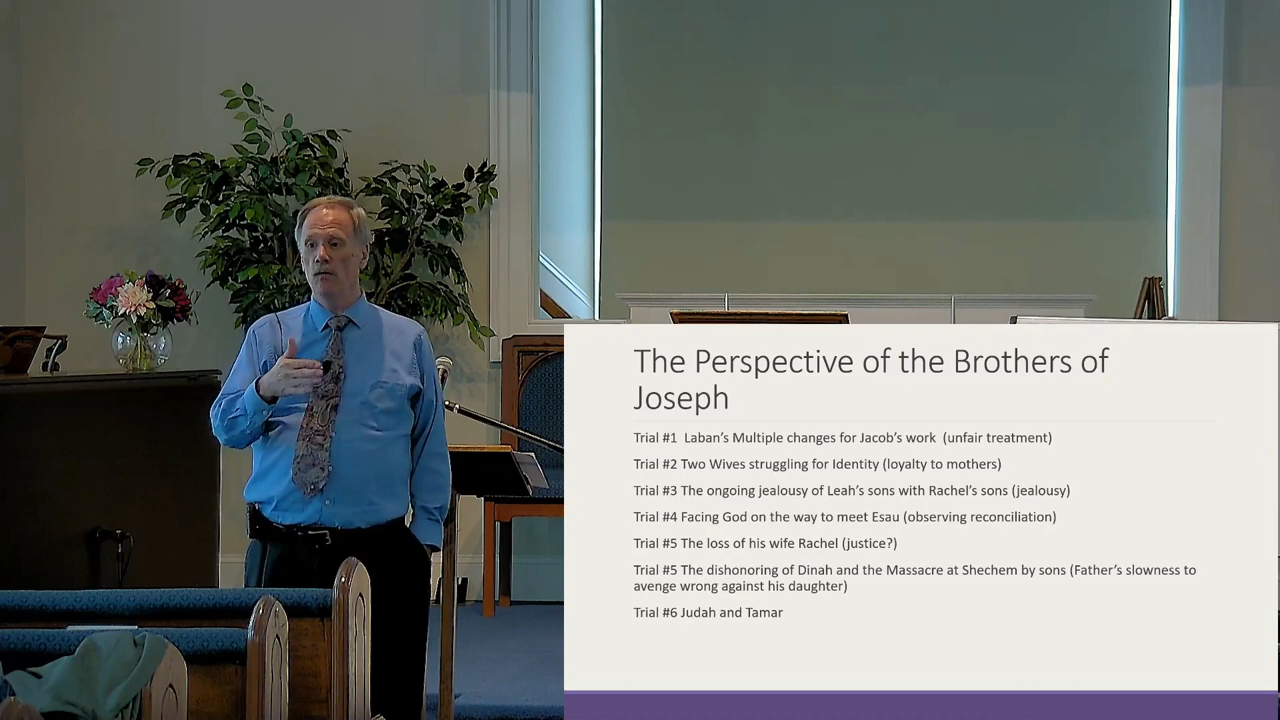 The Perspective of the Brothers of
Joseph
Trial #1  Laban’s Multiple changes for Jacob’s work  (unfair treatment)
Trial #2 Two Wives struggling for Identity (loyalty to mothers)
Trial #3 The ongoing jealousy of Leah’s sons with Rachel’s sons (jealousy)
Trial #4 Facing God on the way to meet Esau (observing reconciliation)
Trial #5 The loss of his wife Rachel (justice?)
Trial #5 The dishonoring of Dinah and the Massacre at Shechem by sons (Father’s slowness to
avenge wrong against his daughter)
Trial #6 Judah and Tamar